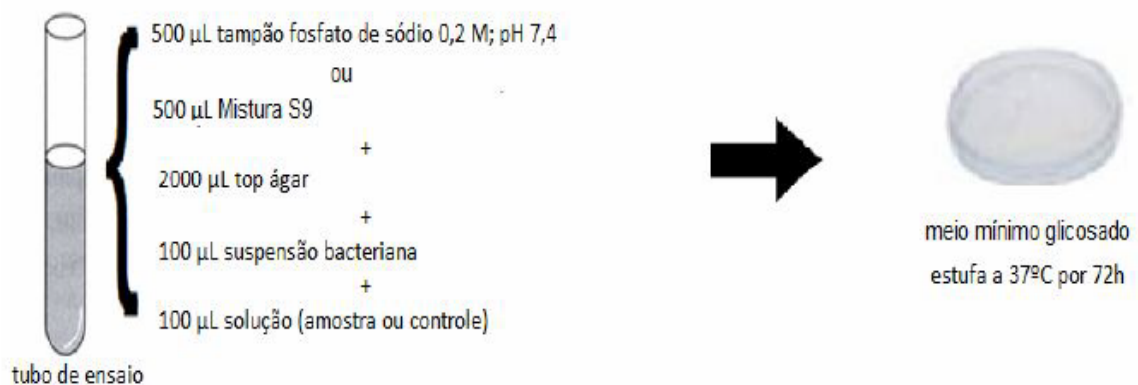 500 µL tampão fosfato de sódio 0,2 M; pH 7,4
ou
500 µL Mistura S9
+
2000 µL top ágar
+
100 µL suspensão bacteriana
+
100 µL solução (amostra ou controle)
tubo de ensaio
meio mínimo glicosado
estufa a 37ºC por 72h